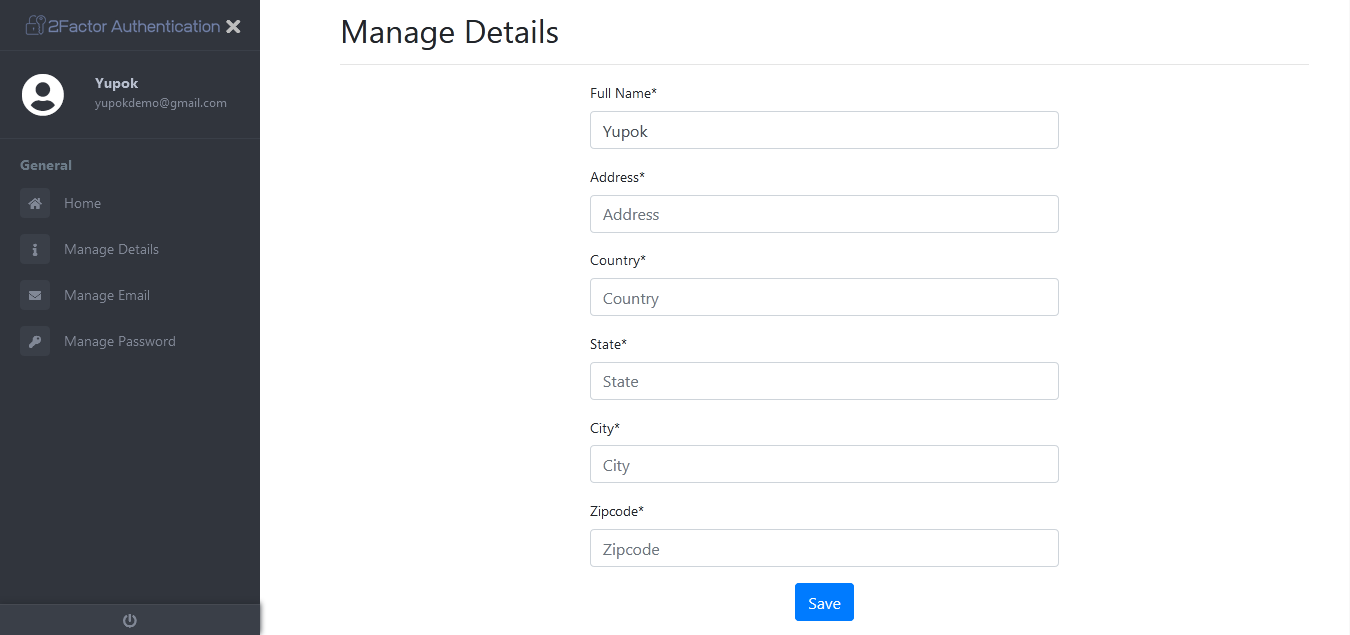 2Factor Authentication
Yupok
yupokdemo@gmail.com
General
Home
Manage Details
Manage Email
Manage Password
Manage Details
Full Name*
Yupok
Address*
Address
Country*
Country
State*
State
City*
City
Zipcode*
Zipcode
Save